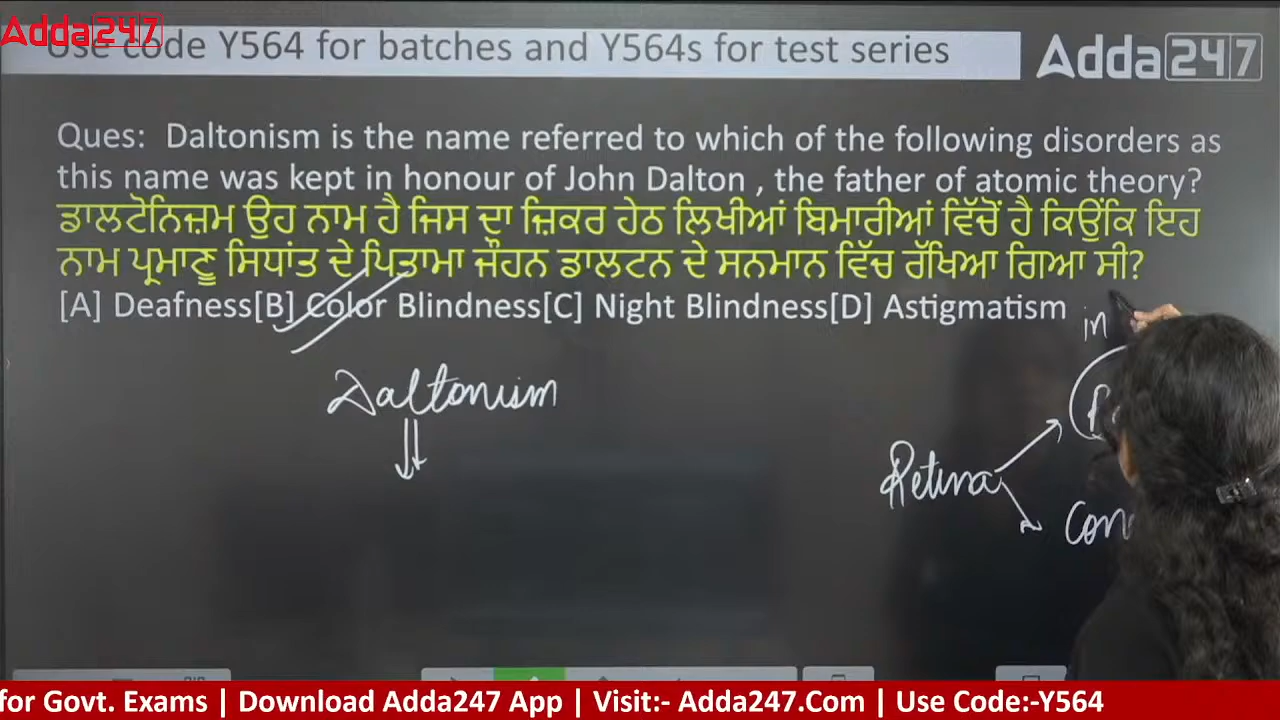 Adda247
Use code Y564 for batches and Y564s for test series
Adda247
Ques: Daltonism is the name referred to which of the following disorders as
this name was kept in honour of John Dalton , the father of atomic theory?
ਡਾਲਟੋਨਿਜ਼ਮ ਉਹ ਨਾਮ ਹੈ ਜਿਸ ਦਾ ਜ਼ਿਕਰ ਹੇਠ ਲਿਖੀਆਂ ਬਿਮਾਰੀਆਂ ਵਿੱਚੋਂ ਹੈ ਕਿਉਂਕਿ ਇਹ
ਨਾਮ ਪ੍ਰਮਾਣੂ ਸਿਧਾਂਤ ਦੇ ਪਿਤਾਮਾ ਜੌਹਨ ਡਾਲਟਨ ਦੇ ਸਨਮਾਨ ਵਿੱਚ ਰੱਖਿਆ ਗਿਆ ਸੀ?
[A] Deafness[B] Color Blindness[C] Night Blindness[D] Astigmatism
in
Daltonism
Retina
for Govt. Exams | Download Adda247 App | Visit:- Adda247.Com | Use Code:-Y564